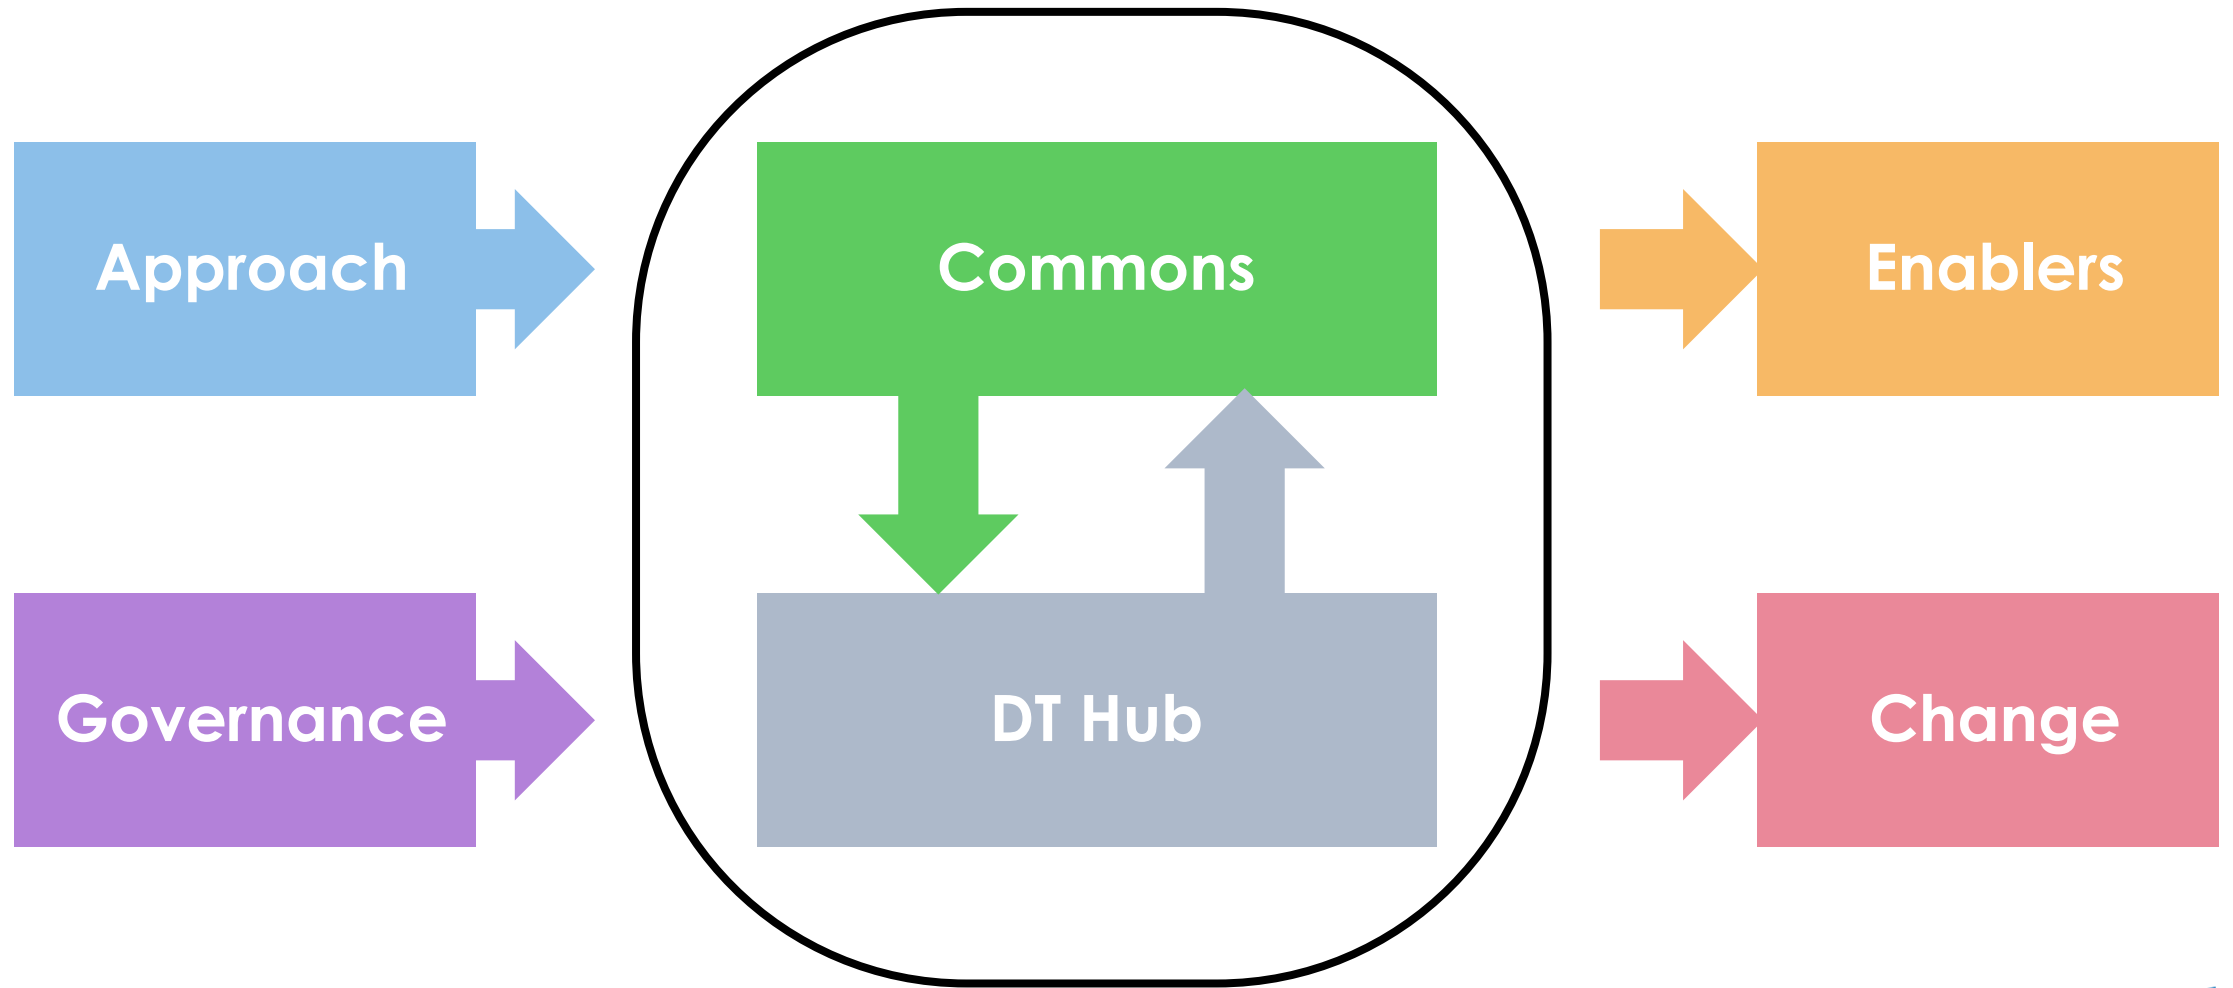 Approach
Commons
Enablers
Governance
DT Hub
Change